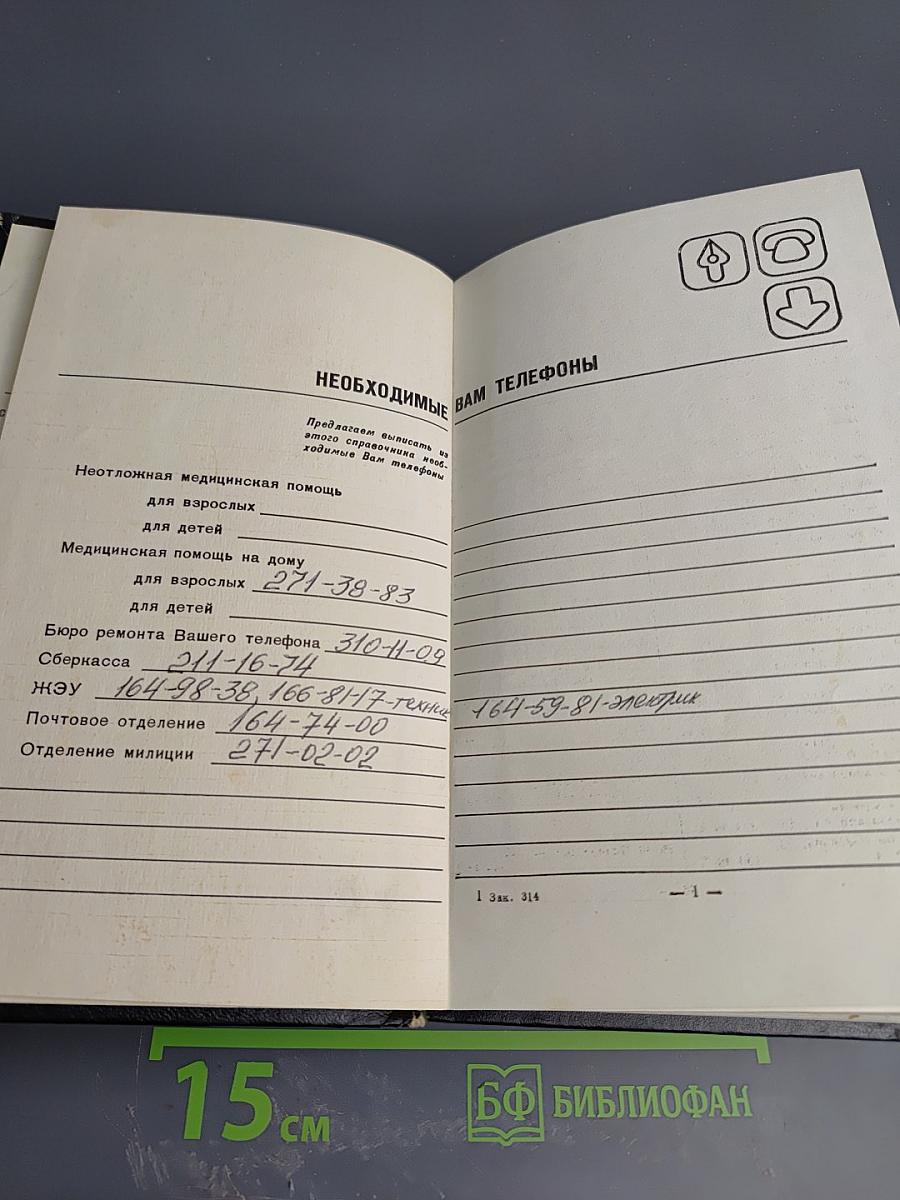 НЕОБХОДИМЫЕ ВАМ ТЕЛЕФОНЫ
Предлагаем выписать из
этого справочника необ-
ходимые Вам телефоны
Неотложная медицинская помощь
для взрослых
для детей
Медицинская помощь на дому
для взрослых 271-38-83
для детей
Бюро ремонта Вашего телефона 310-11-09
Сберкасса 211-16-74
ЖЭУ 164-98-38, 166-81-17-техник 164-59-81-электрик
Почтовое отделение 164-74-00
Отделение милиции 271-02-02
1 Зак. 314
— 1 —
15 см
БФ БИБЛИОФАН